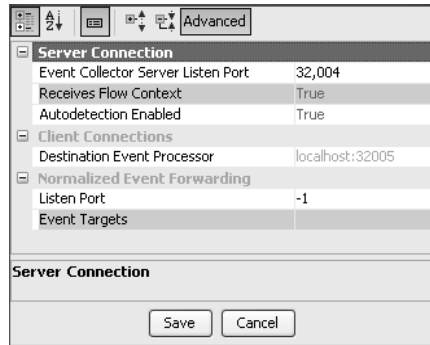 A Z Advanced
Server Connection
Event Collector Server Listen Port 32,004
Receives Flow Context True
Autodetection Enabled True
Client Connections
Destination Event Processor localhost:32005
Normalized Event Forwarding
Listen Port -1
Event Targets
Server Connection
Save Cancel